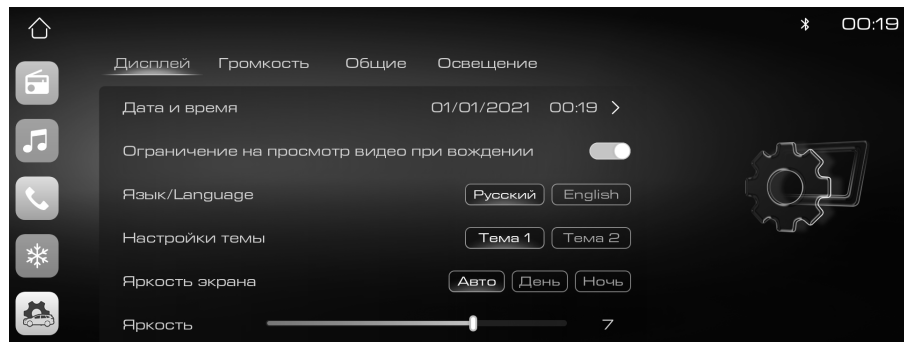 00:19
Дисплей Громкость Общие Освещение
Дата и время 01/01/2021 00:19
Ограничение на просмотр видео при вождении
Язык/Language Русский English
Настройки темы Тема 1 Тема 2
Яркость экрана Авто День Ночь
Яркость 7